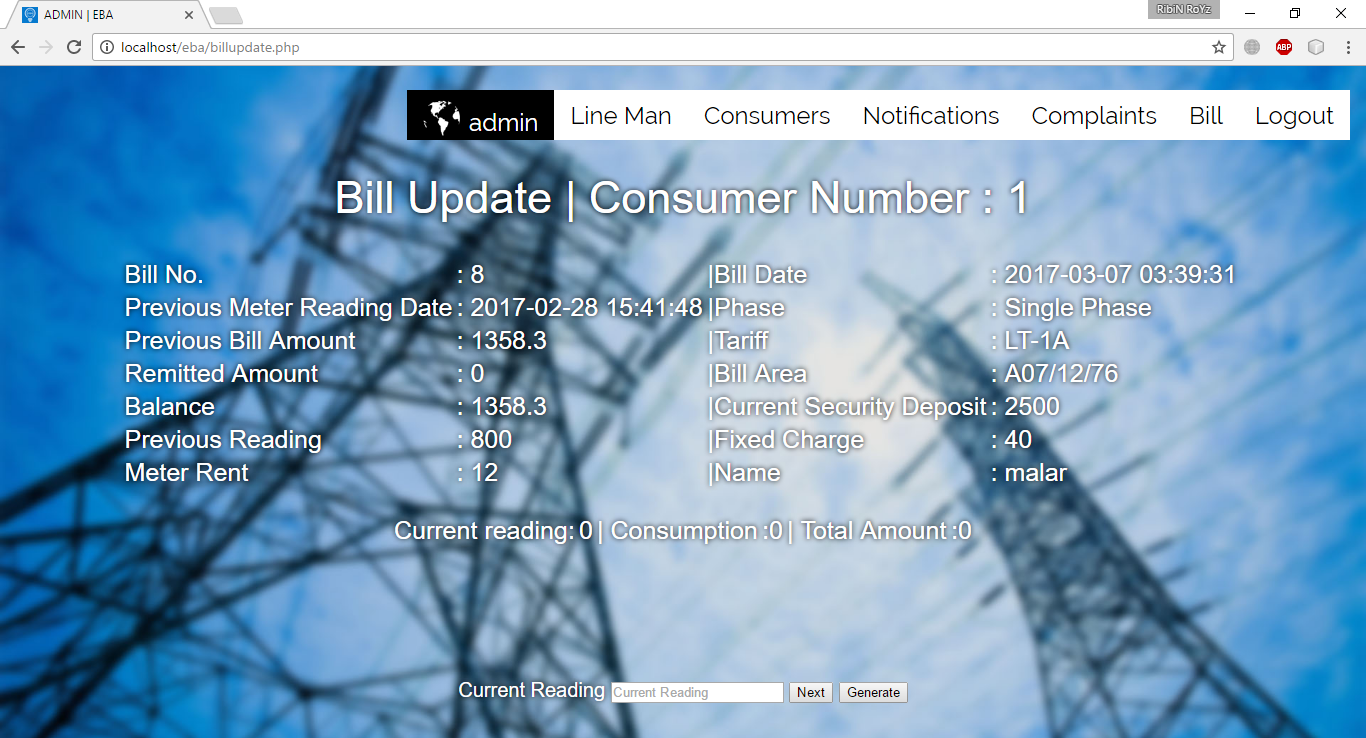 ADMIN | EBA
RibiN RoYz
localhost/eba/billupdate.php
ABP
admin Line Man Consumers Notifications Complaints Bill Logout
Bill Update | Consumer Number : 1
Bill No. : 8 |Bill Date : 2017-03-07 03:39:31
Previous Meter Reading Date : 2017-02-28 15:41:48 |Phase : Single Phase
Previous Bill Amount : 1358.3 |Tariff : LT-1A
Remitted Amount : 0 |Bill Area : A07/12/76
Balance : 1358.3 |Current Security Deposit : 2500
Previous Reading : 800 |Fixed Charge : 40
Meter Rent : 12 |Name : malar
Current reading: 0 | Consumption :0 | Total Amount :0
Current Reading Current Reading Next Generate